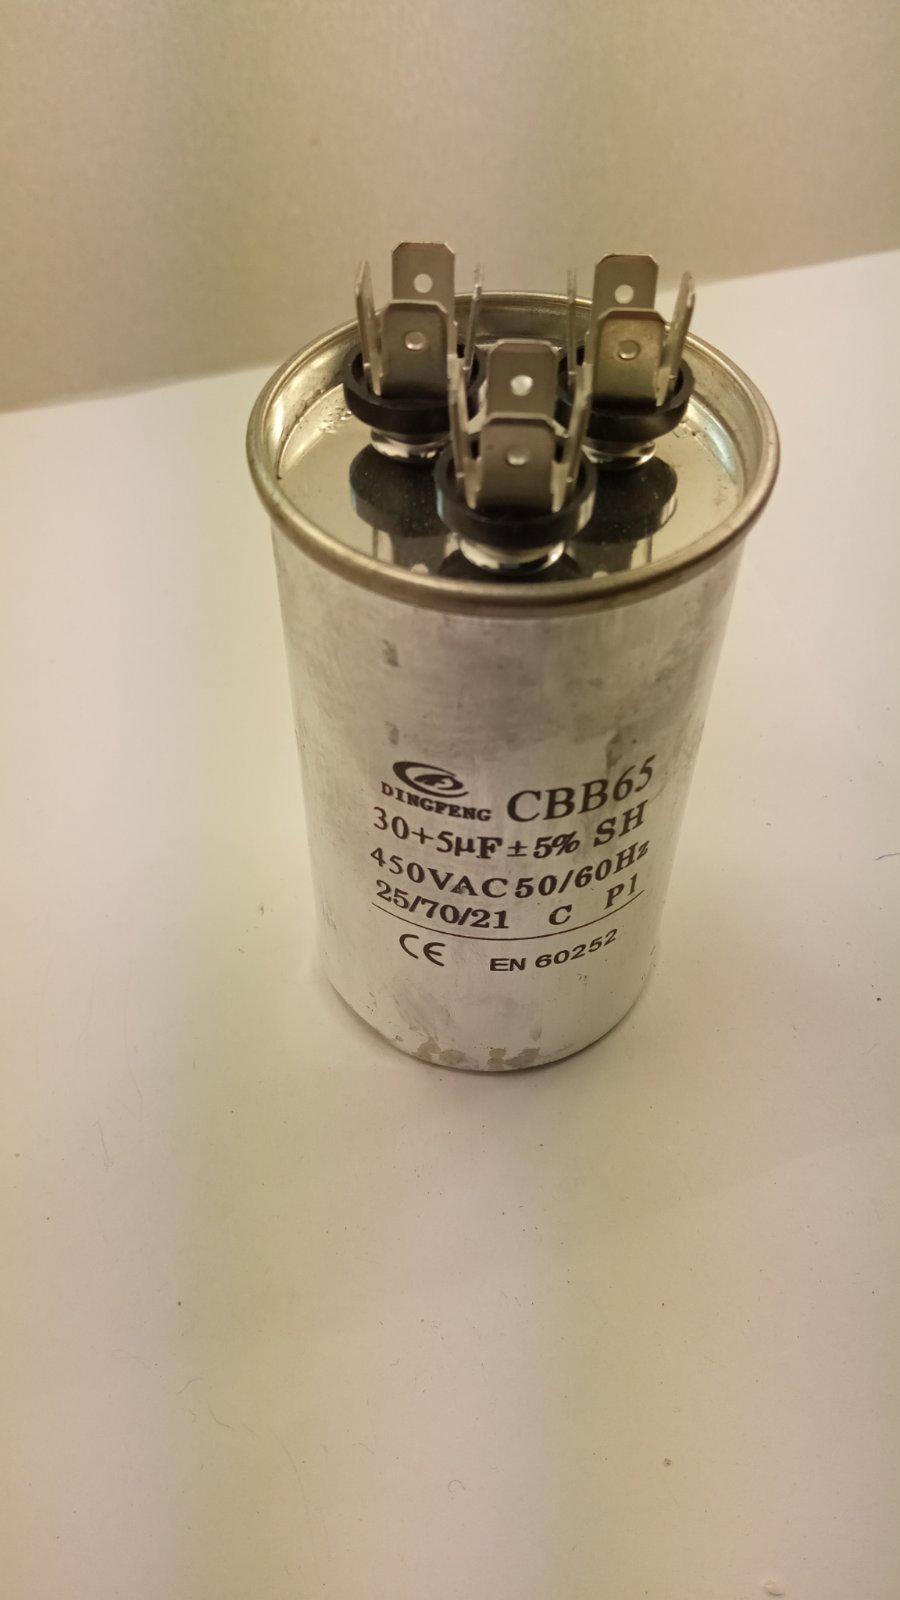 DINGFENG CBB65
30+5μF±5% SH
450VAC 50/60Hz
25/70/21 C P1
CE EN 60252